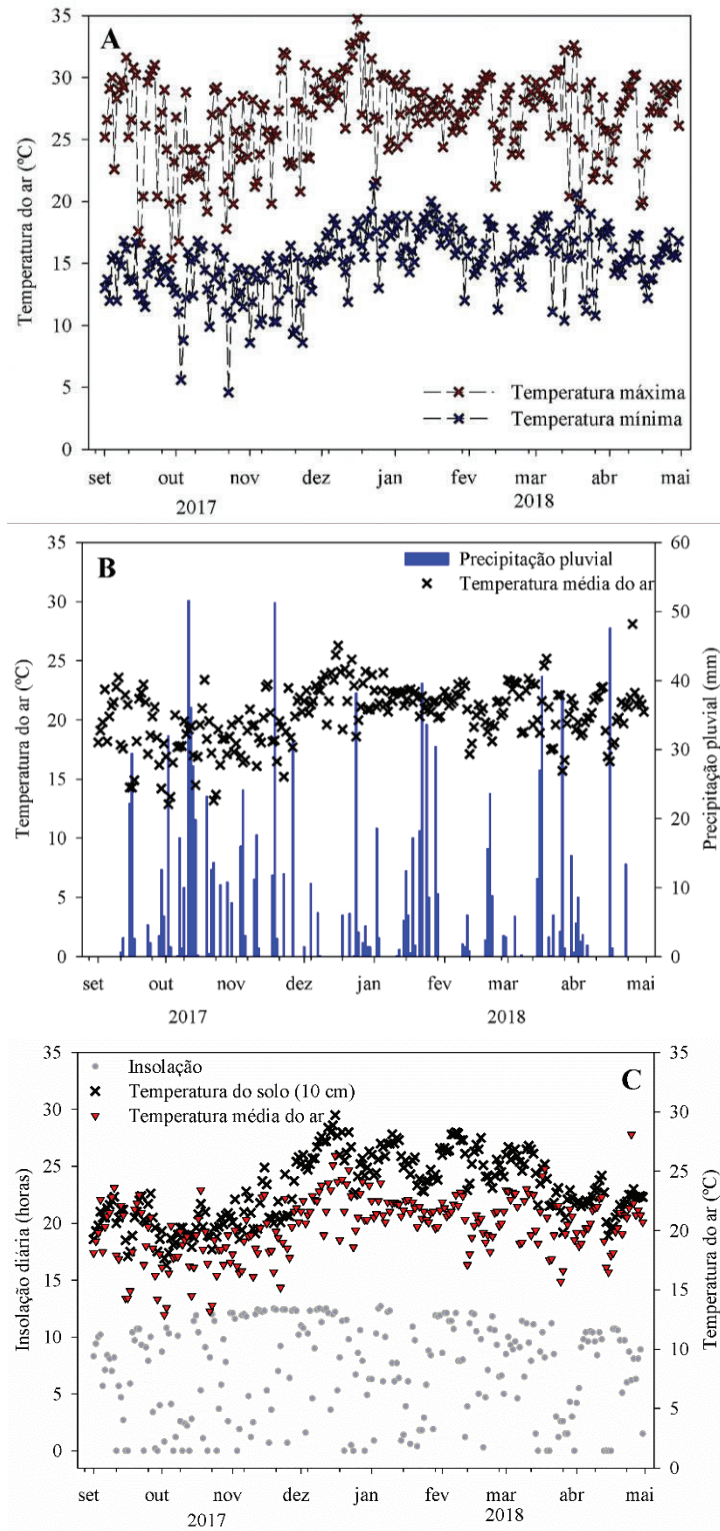 A
35
30
25
20
15
10
5
0
Temperatura do ar (ºC)
Temperatura máxima
Temperatura mínima
set out nov dez jan fev mar abr mai
2017 2018
B
35
30
25
20
15
10
5
0
Temperatura do ar (ºC)
Precipitação pluvial
Temperatura média do ar
60
50
40
30
20
10
0
Precipitação pluvial (mm)
set out nov dez jan fev mar abr mai
2017 2018
C
35
30
25
20
15
10
5
0
Insolação diária (horas)
Insolação
Temperatura do solo (10 cm)
Temperatura média do ar
35
30
25
20
15
10
5
0
Temperatura do ar (ºC)
set out nov dez jan fev mar abr mai
2017 2018